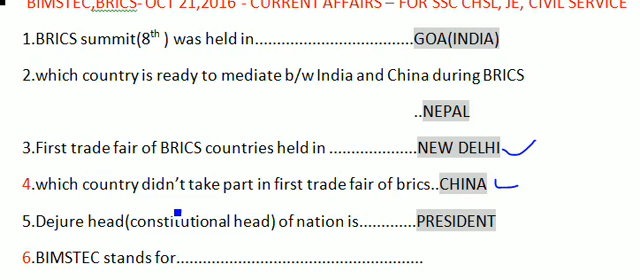 BIMSTEC,BRICS- OCT 21,2016 - CURRENT AFFAIRS – FOR SSC CHSL, JE, CIVIL SERVICE
1.BRICS summit(8th ) was held in.....................................GOA(INDIA)
2.which country is ready to mediate b/w India and China during BRICS
..NEPAL
3.First trade fair of BRICS countries held in ....................NEW DELHI
4.which country didn’t take part in first trade fair of brics..CHINA
5.Dejure head(constitutional head) of nation is.............PRESIDENT
6.BIMSTEC stands for.........................................................